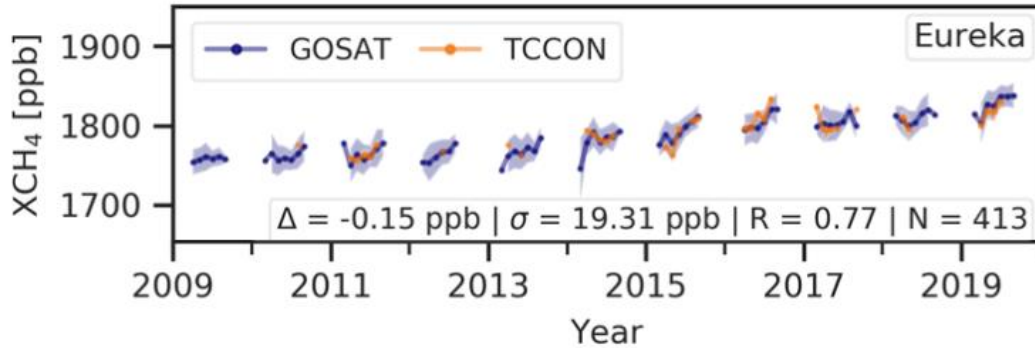 XCH₄ [ppb]
1900
1800
1700
GOSAT
TCCON
Eureka
Δ = -0.15 ppb | σ = 19.31 ppb | R = 0.77 | N = 413
2009 2011 2013 2015 2017 2019
Year